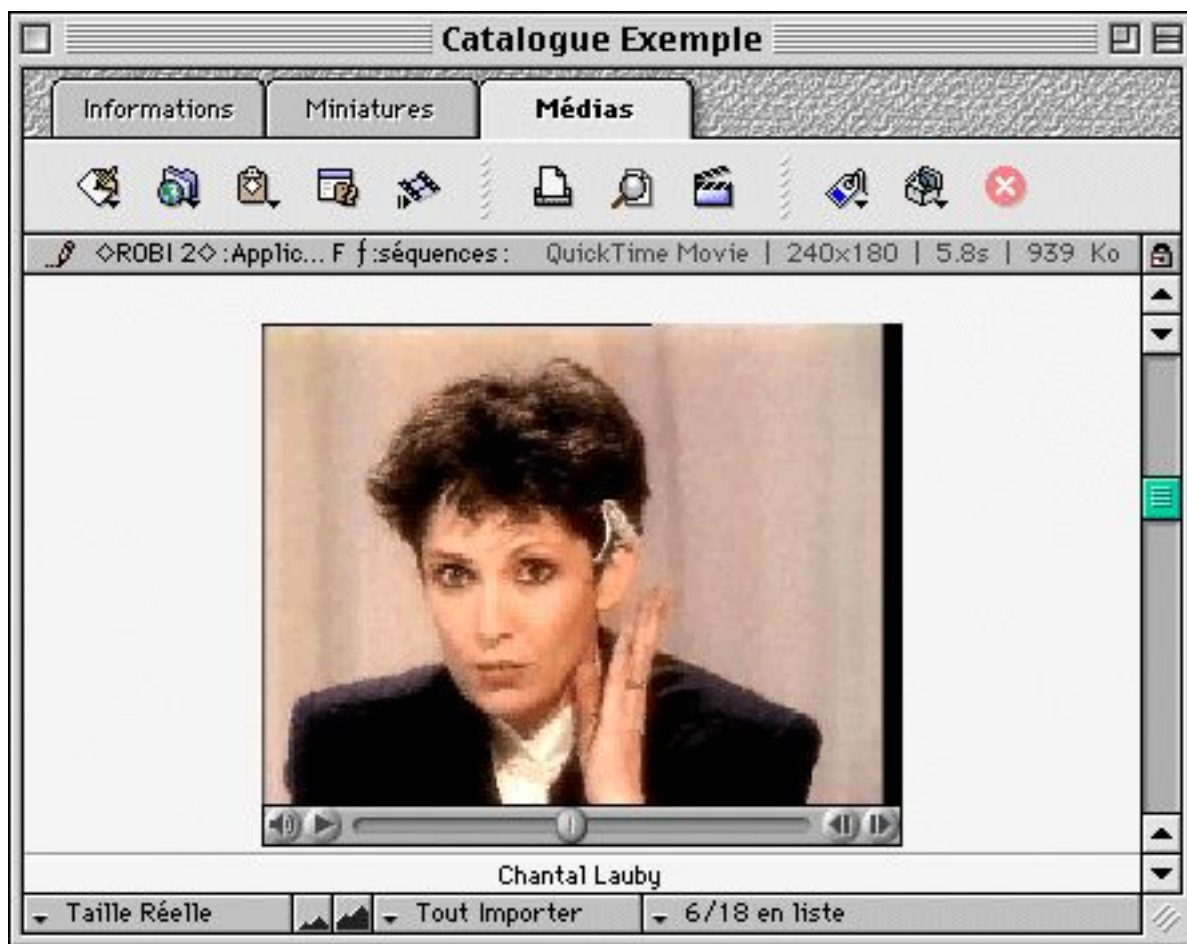 Catalogue Exemple
Informations Miniatures Médias
◇ROBI 2◇:Applic... F ƒ:séquences: QuickTime Movie | 240x180 | 5.8s | 939 Ko
Chantal Lauby
Taille Réelle Tout Importer 6/18 en liste